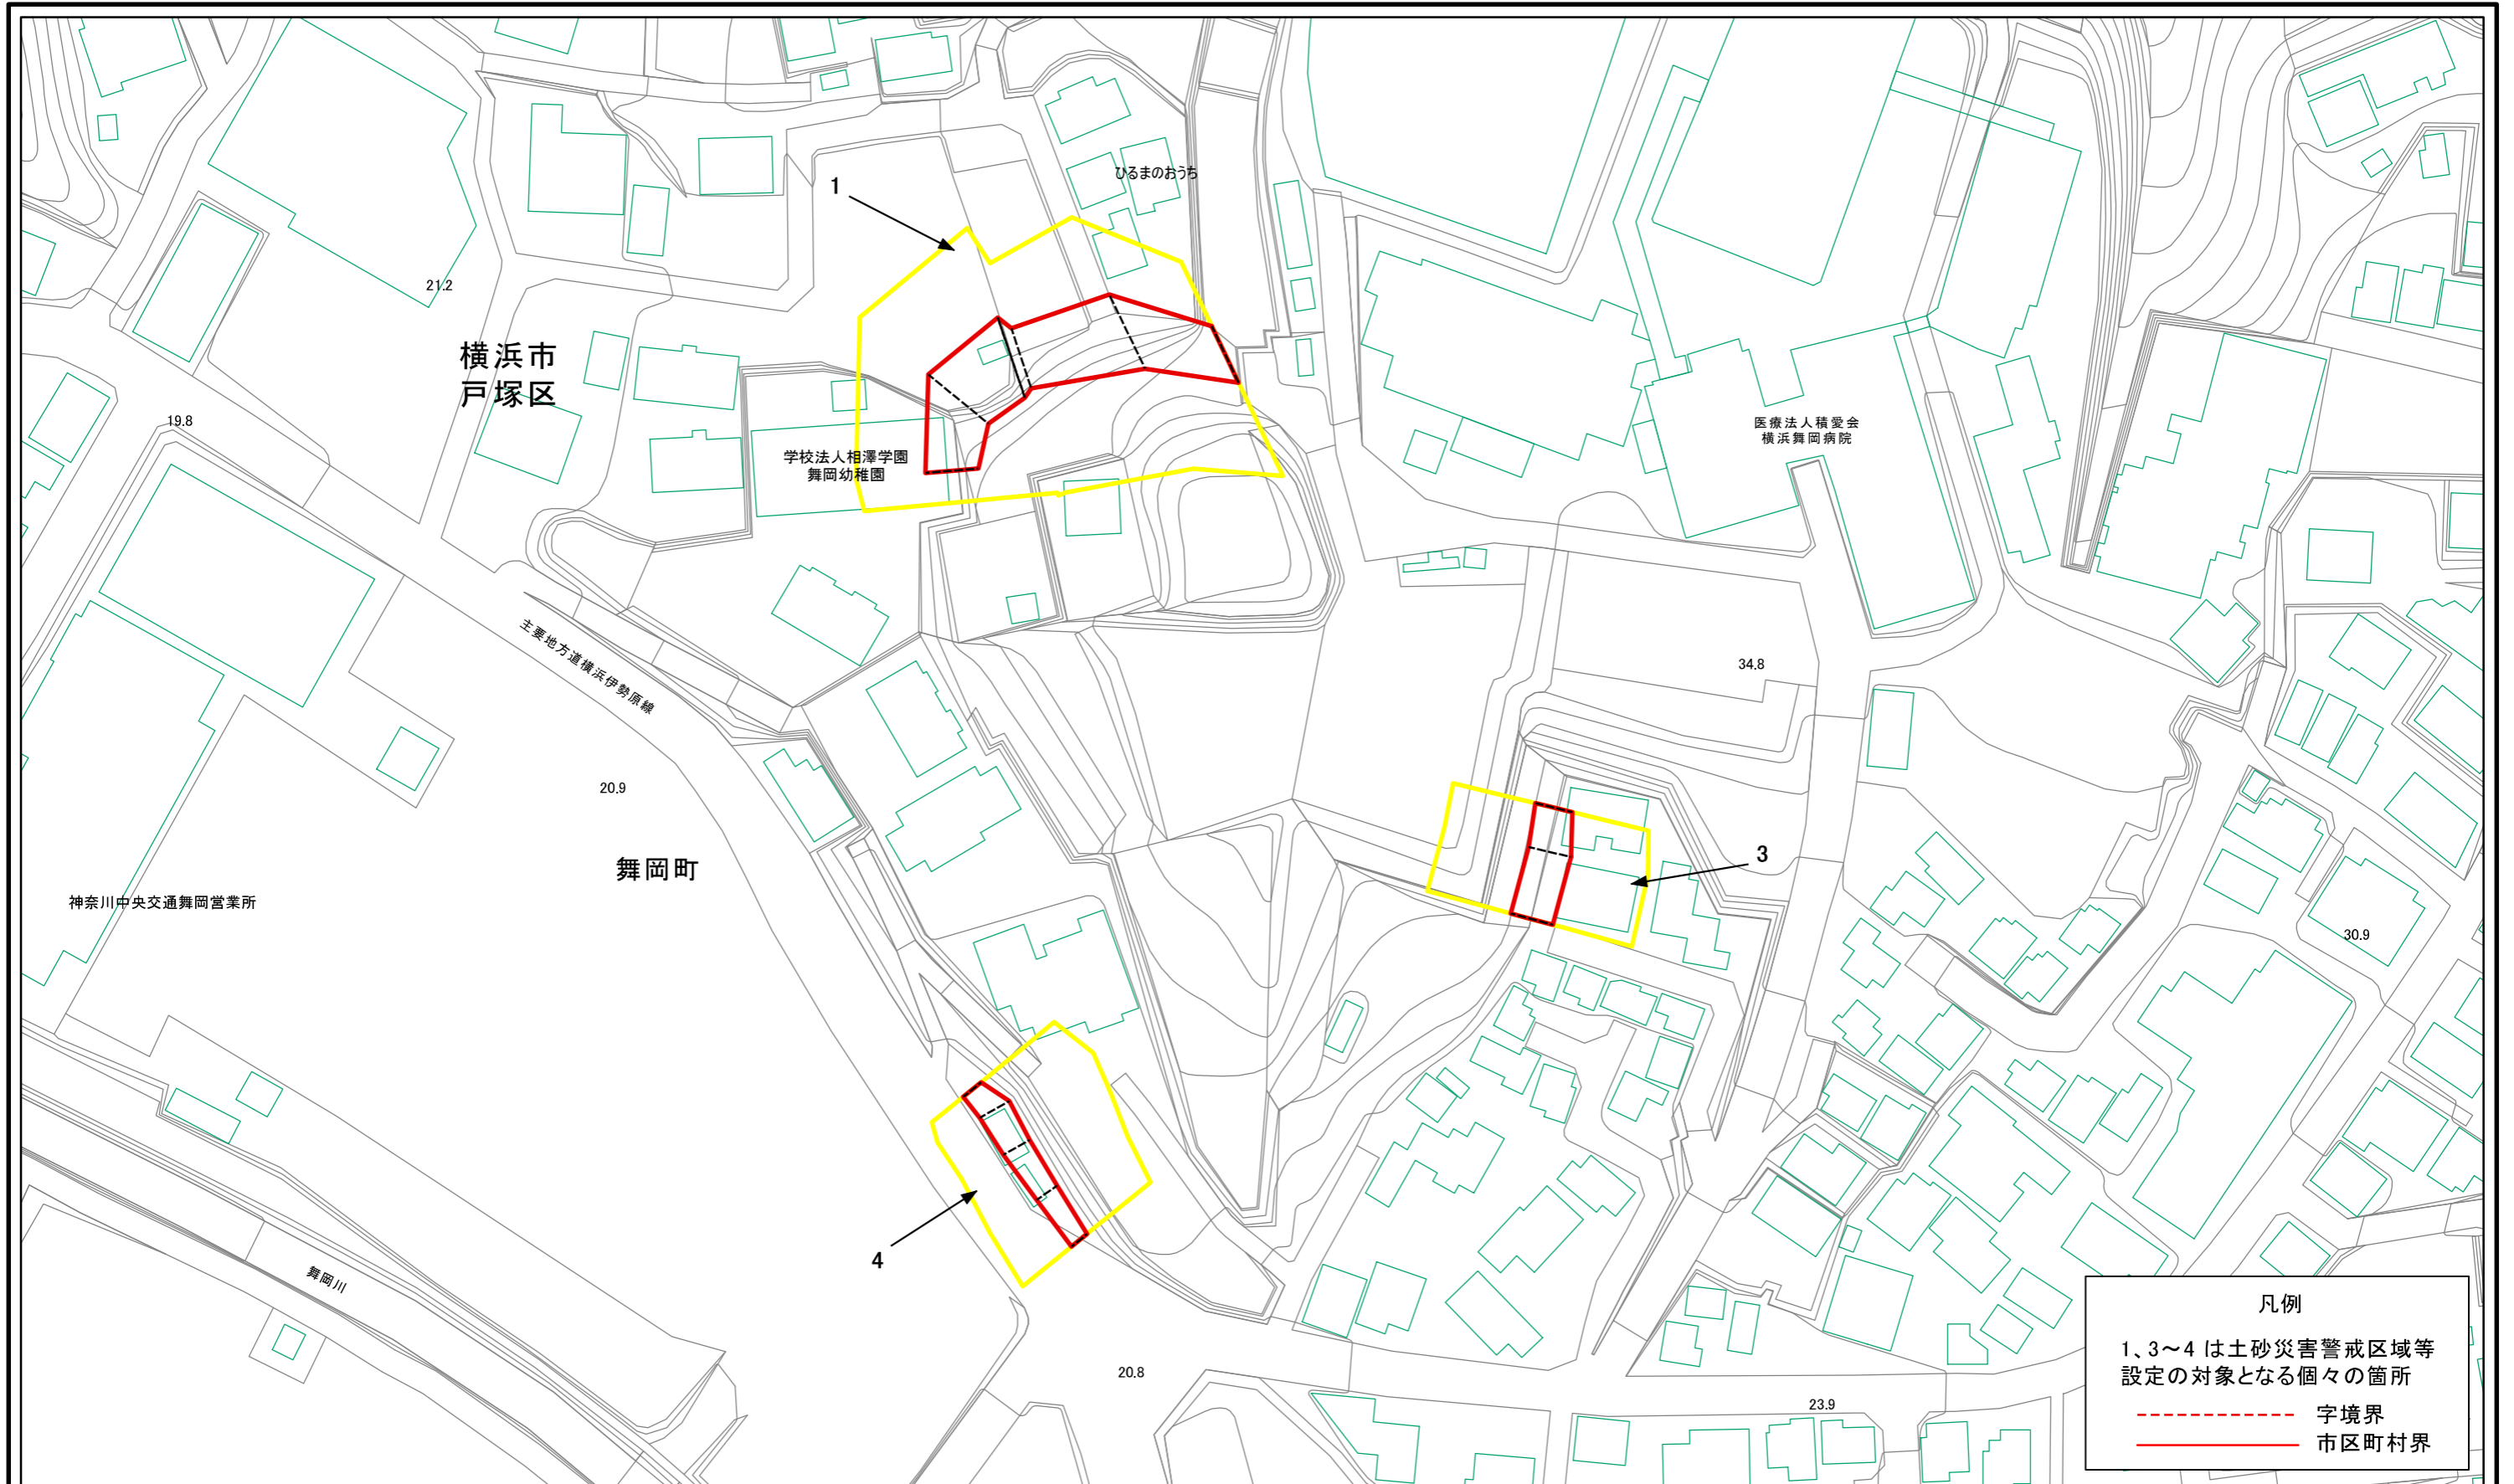 1
ひるまのおうち
21.2
横浜市
戸塚区
19.8
学校法人相澤学園
舞岡幼稚園
医療法人積愛会
横浜舞岡病院
主要地方道横浜伊勢原線
34.8
20.9
舞岡町
3
神奈川中央交通舞岡営業所
30.9
4
舞岡川
20.8
23.9
凡例
1、3～4 は土砂災害警戒区域等
設定の対象となる個々の箇所
字境界
市区町村界